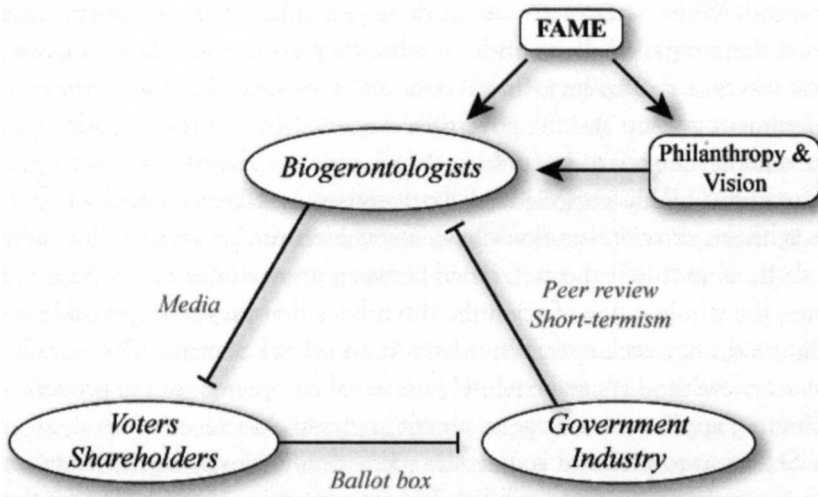 FAME
Biogerontologists
Philanthropy &
Vision
Media
Peer review
Short-termism
Voters
Shareholders
Government
Industry
Ballot box